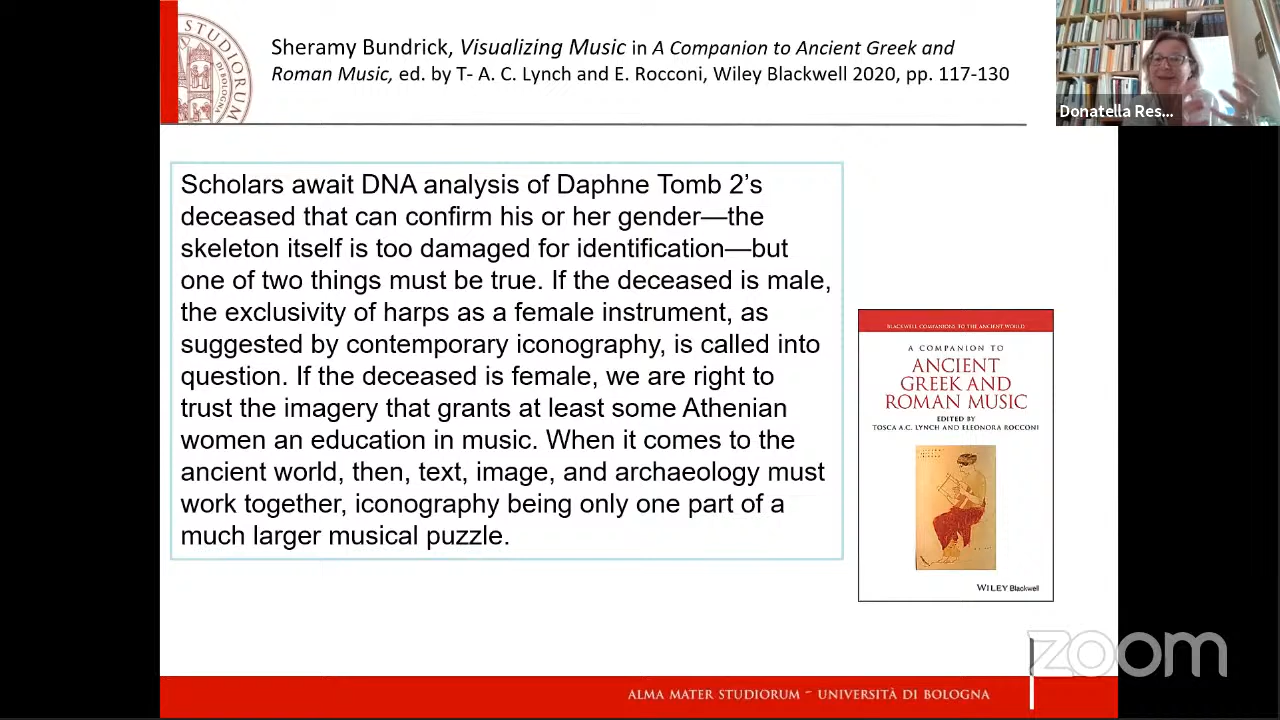 Sheramy Bundrick, Visualizing Music in A Companion to Ancient Greek and
Roman Music, ed. by T- A. C. Lynch and E. Rocconi, Wiley Blackwell 2020, pp. 117-130
Donatella Res...
Scholars await DNA analysis of Daphne Tomb 2’s
deceased that can confirm his or her gender—the
skeleton itself is too damaged for identification—but
one of two things must be true. If the deceased is male,
the exclusivity of harps as a female instrument, as
suggested by contemporary iconography, is called into
question. If the deceased is female, we are right to
trust the imagery that grants at least some Athenian
women an education in music. When it comes to the
ancient world, then, text, image, and archaeology must
work together, iconography being only one part of a
much larger musical puzzle.
BLACKWELL COMPANIONS TO THE ANCIENT WORLD
A COMPANION TO
ANCIENT
GREEK AND
ROMAN MUSIC
EDITED BY
TOSCA A.C. LYNCH AND ELEONORA ROCCONI
WILEY Blackwell
zoom
ALMA MATER STUDIORUM – UNIVERSITÀ DI BOLOGNA